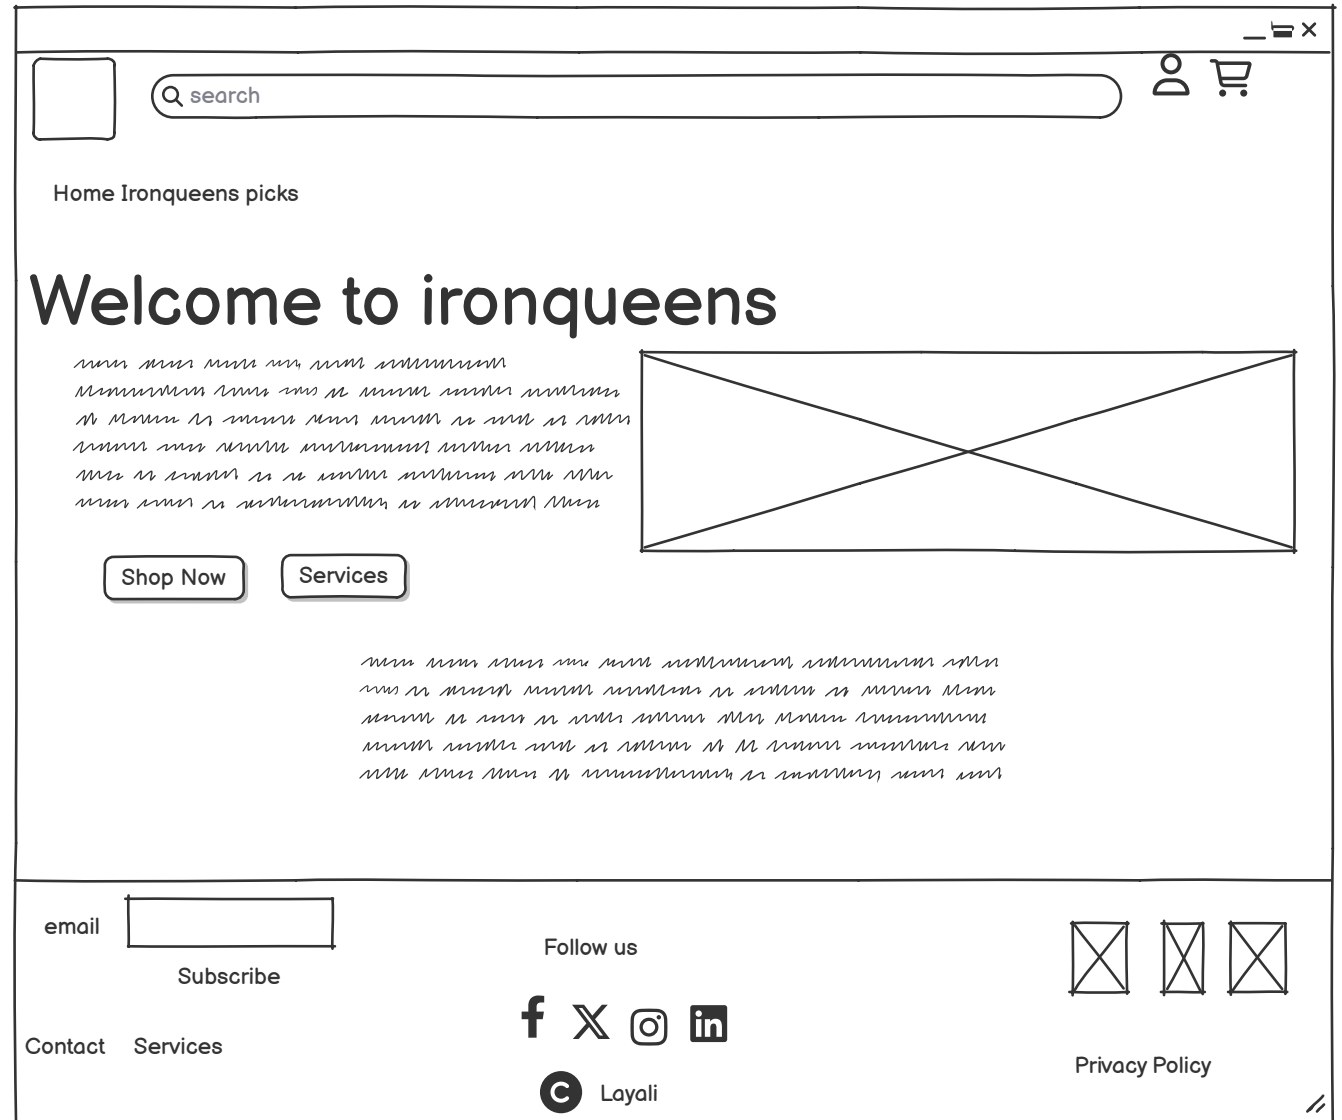 search
Home Ironqueens picks
Welcome to ironqueens
Shop Now
Services
email
Subscribe
Contact
Services
Follow us
f
X
in
C Layali
Privacy Policy